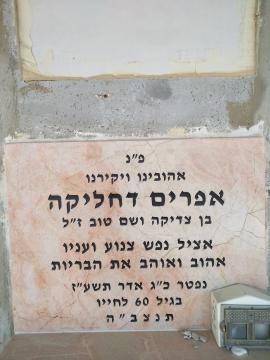 פ"נ
אהובינו ויקירנו
אפרים דחליקה
בן צדיקה ושם טוב ז"ל
אציל נפש צנוע ועניו
אהוב ואוהב את הבריות
נפטר כ"ג אדר תשע"ז
בגיל 60 לחייו
תנצב"ה